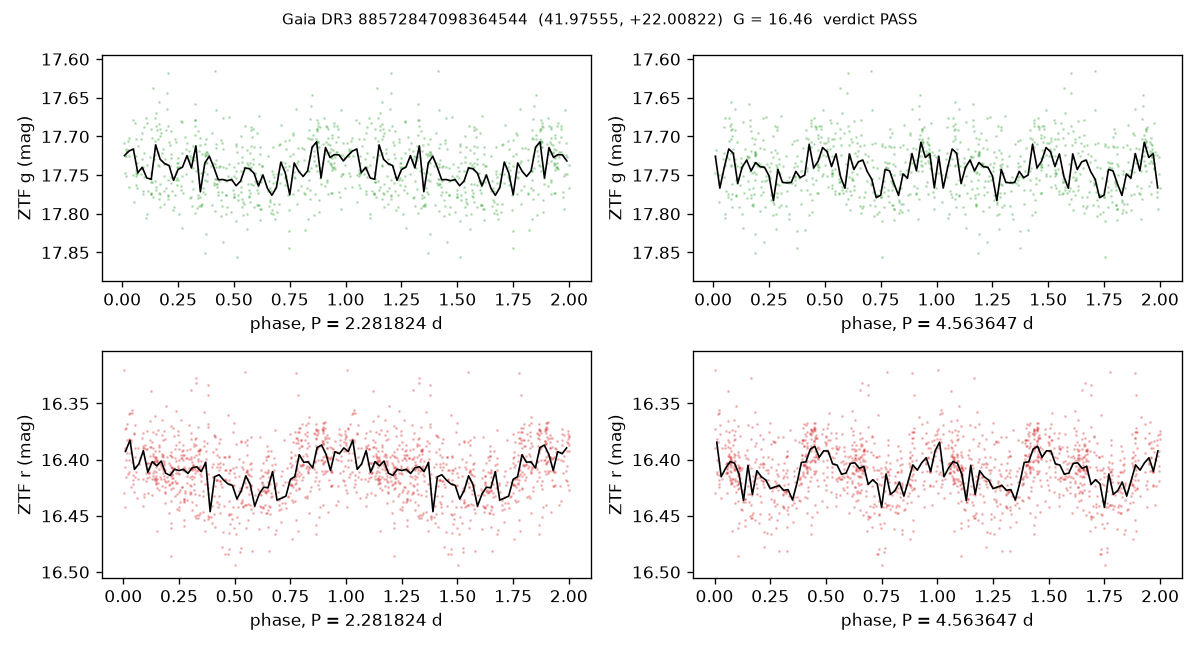 Gaia DR3 88572847098364544 (41.97555, +22.00822) G = 16.46 verdict PASS
17.60
17.65
17.70
17.75
17.80
17.85
ZTF g (mag)
0.00 0.25 0.50 0.75 1.00 1.25 1.50 1.75 2.00
phase, P = 2.281824 d
17.60
17.65
17.70
17.75
17.80
17.85
ZTF g (mag)
0.00 0.25 0.50 0.75 1.00 1.25 1.50 1.75 2.00
phase, P = 4.563647 d
16.35
16.40
16.45
16.50
ZTF r (mag)
0.00 0.25 0.50 0.75 1.00 1.25 1.50 1.75 2.00
phase, P = 2.281824 d
16.35
16.40
16.45
16.50
ZTF r (mag)
0.00 0.25 0.50 0.75 1.00 1.25 1.50 1.75 2.00
phase, P = 4.563647 d